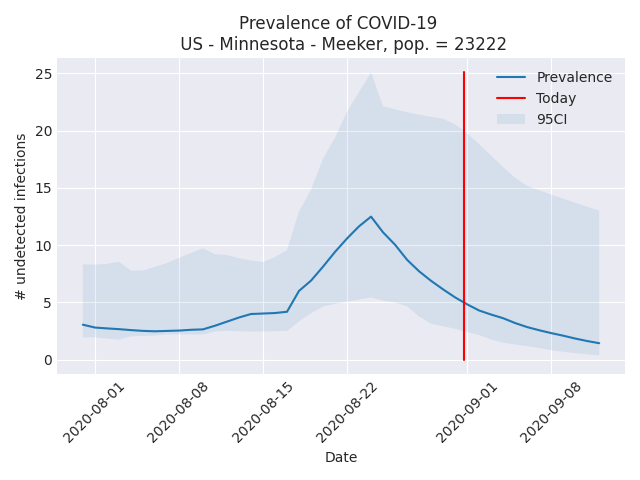 Prevalence of COVID-19
US - Minnesota - Meeker, pop. = 23222
Prevalence
Today
95CI
# undetected infections
25
20
15
10
5
0
2020-08-01
2020-08-08
2020-08-15
2020-08-22
2020-09-01
2020-09-08
Date